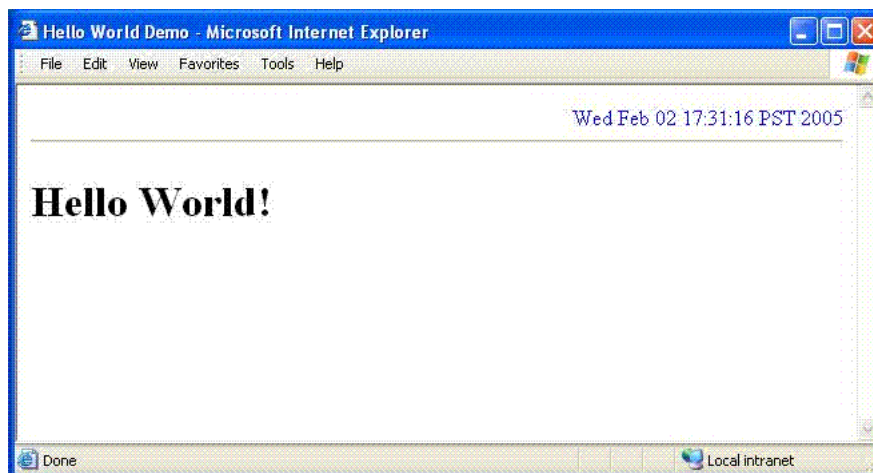 Hello World Demo - Microsoft Internet Explorer
File Edit View Favorites Tools Help
Wed Feb 02 17:31:16 PST 2005
Hello World!
Done Local intranet